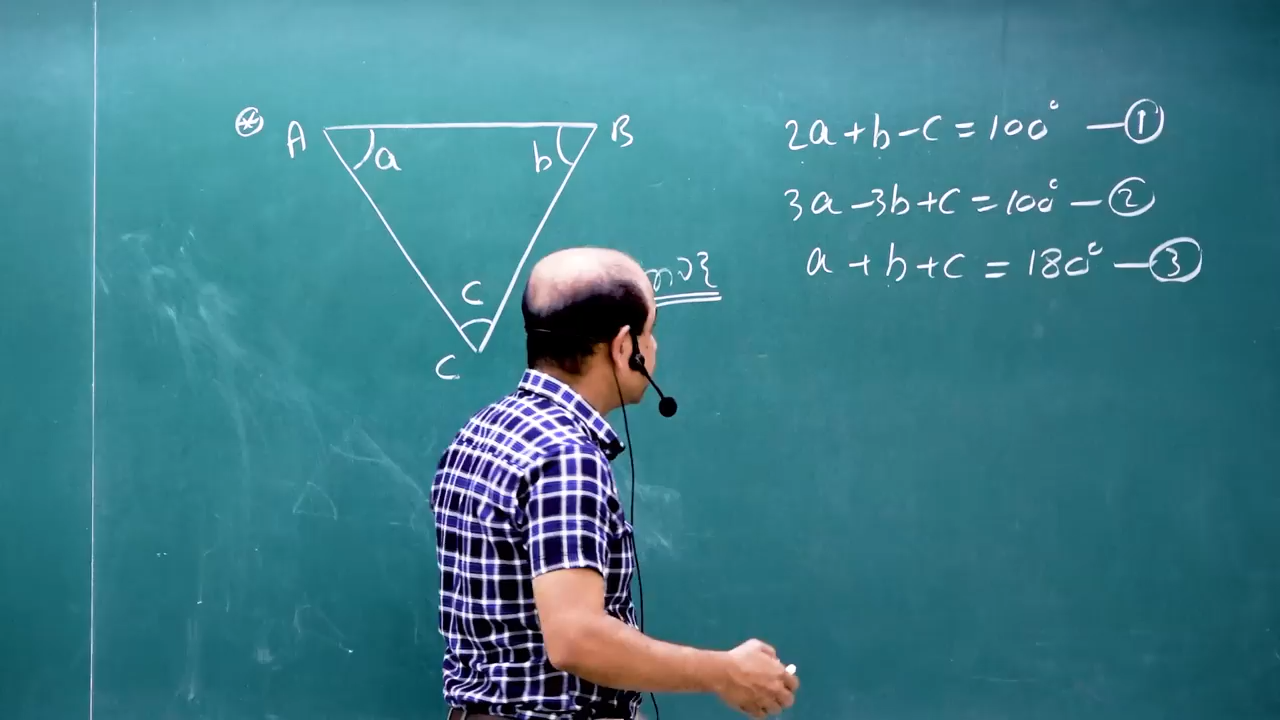 * A a b B
c
C
2a + b - c = 100° — 1
3a - 3b + c = 100° — 2
a + b + c = 180° — 3